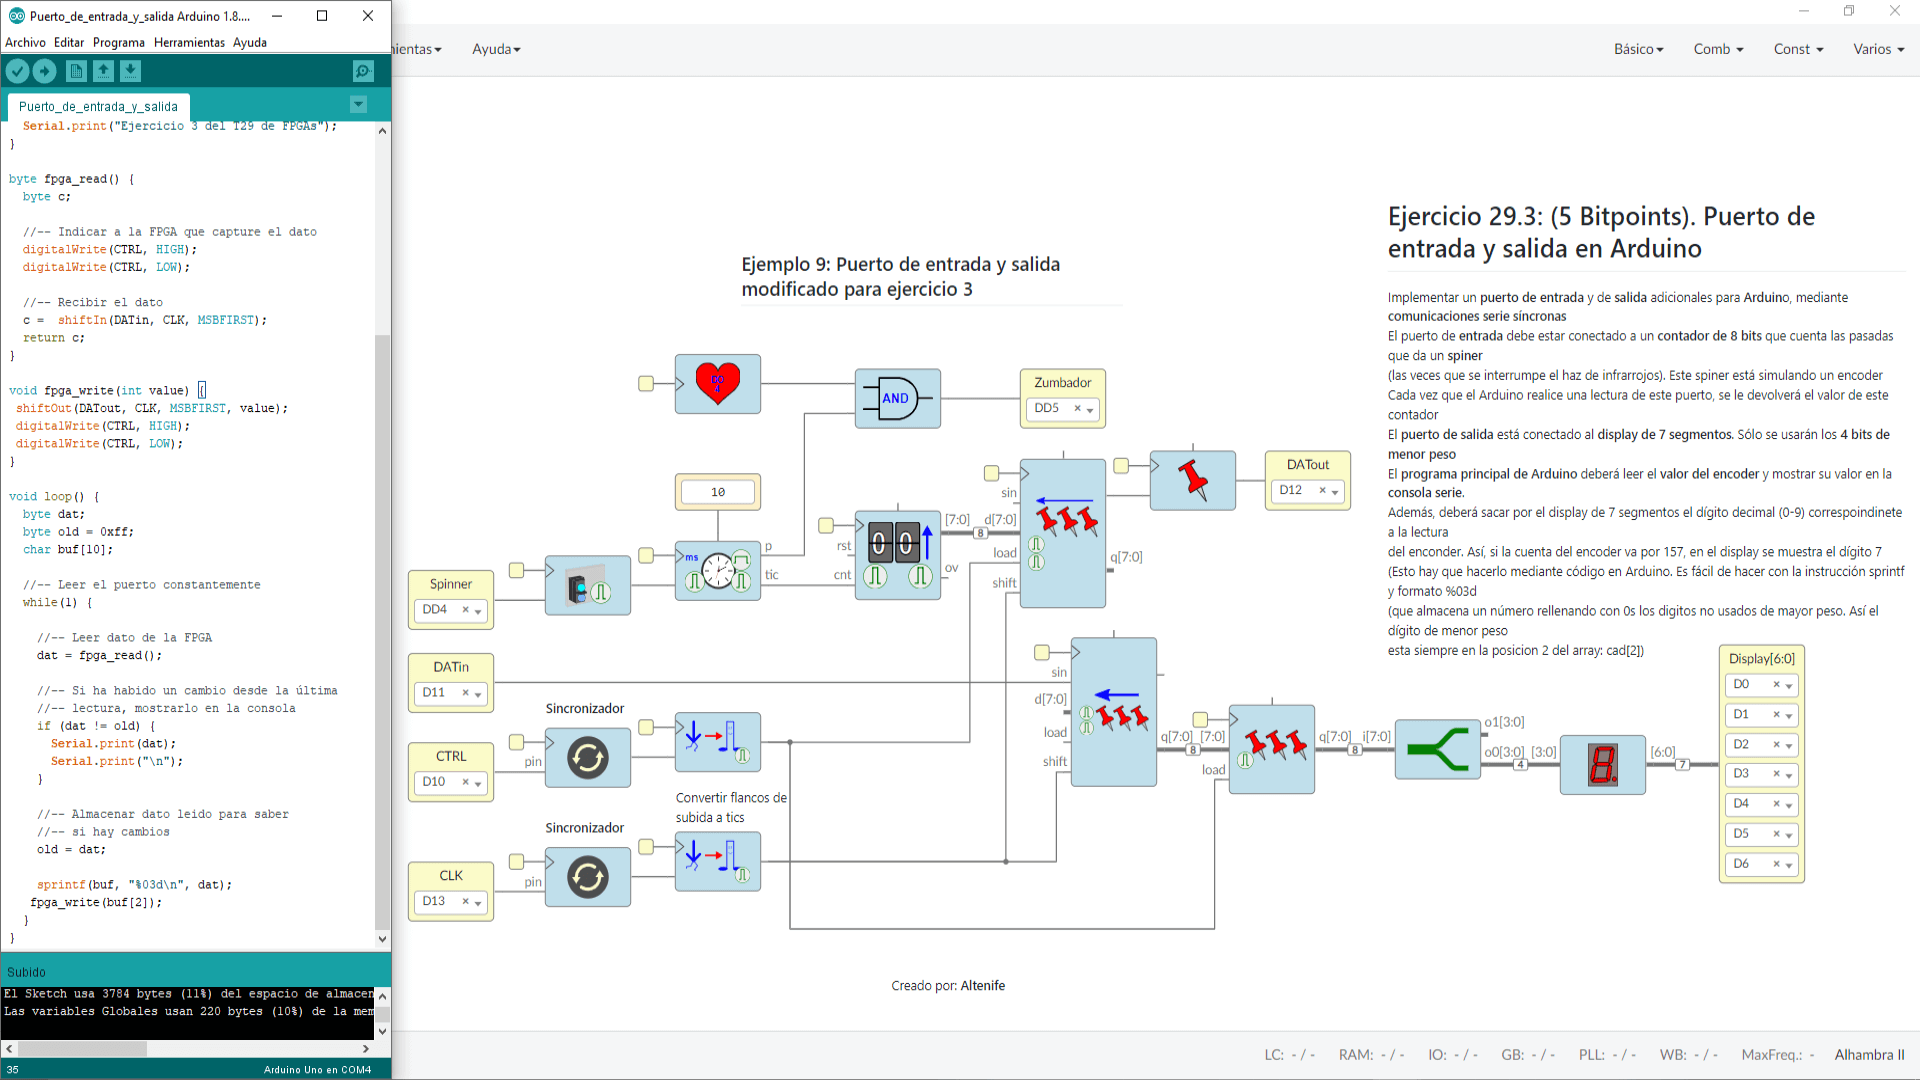 Puerto_de_entrada_y_salida Arduino 1.8....
Archivo Editar Programa Herramientas Ayuda
Puerto_de_entrada_y_salida
Serial.print("Ejercicio 3 del T29 de FPGAs");
}
byte fpga_read() {
byte c;
//-- Indicar a la FPGA que capture el dato
digitalWrite(CTRL, HIGH);
digitalWrite(CTRL, LOW);
//-- Recibir el dato
c = shiftIn(DATin, CLK, MSBFIRST);
return c;
}
void fpga_write(int value) {
shiftOut(DATout, CLK, MSBFIRST, value);
digitalWrite(CTRL, HIGH);
digitalWrite(CTRL, LOW);
}
void loop() {
byte dat;
byte old = 0xff;
char buf[10];
//-- Leer el puerto constantemente
while(1) {
//-- Leer dato de la FPGA
dat = fpga_read();
//-- Si ha habido un cambio desde la última
//-- lectura, mostrarlo en la consola
if (dat != old) {
Serial.print(dat);
Serial.print("\n");
}
//-- Almacenar dato leido para saber
//-- si hay cambios
old = dat;
sprintf(buf, "%03d\n", dat);
fpga_write(buf[2]);
}
}
Subido
El Sketch usa 3784 bytes (11%) del espacio de almacen
Las variables Globales usan 220 bytes (10%) de la mem
35
Arduino Uno en COM4
ientas
Ayuda
Básico
Comb
Const
Varios
Ejemplo 9: Puerto de entrada y salida
modificado para ejercicio 3
Ejercicio 29.3: (5 Bitpoints). Puerto de
entrada y salida en Arduino
Implementar un puerto de entrada y de salida adicionales para Arduino, mediante
comunicaciones serie síncronas
El puerto de entrada debe estar conectado a un contador de 8 bits que cuenta las pasadas
que da un spiner
(las veces que se interrumpe el haz de infrarrojos). Este spiner está simulando un encoder
Cada vez que el Arduino realice una lectura de este puerto, se le devolverá el valor de este
contador
El puerto de salida está conectado al display de 7 segmentos. Sólo se usarán los 4 bits de
menor peso
El programa principal de Arduino deberá leer el valor del encoder y mostrar su valor en la
consola serie.
Además, deberá sacar por el display de 7 segmentos el dígito decimal (0-9) correspoindinete
a la lectura
del enconder. Así, si la cuenta del encoder va por 157, en el display se muestra el dígito 7
(Esto hay que hacerlo mediante código en Arduino. Es fácil de hacer con la instrucción sprintf
y formato %03d
(que almacena un número rellenando con 0s los digitos no usados de mayor peso. Así el
dígito de menor peso
esta siempre en la posicion 2 del array: cad[2])
DC
4
AND
Zumbador
DD5
10
ms
p
tic
rst
cnt
0 0
ov
[7:0]
8
d[7:0]
sin
load
shift
q[7:0]
DATout
D12
Spinner
DD4
DATin
D11
CTRL
D10
CLK
D13
Sincronizador
pin
Sincronizador
pin
Convertir flancos de
subida a tics
sin
d[7:0]
load
shift
q[7:0]
8
[7:0]
load
q[7:0]
8
i[7:0]
o1[3:0]
o0[3:0]
4
[3:0]
[6:0]
7
Display[6:0]
D0
D1
D2
D3
D4
D5
D6
Creado por: Altenife
LC: - / - RAM: - / - IO: - / - GB: - / - PLL: - / - WB: - / - MaxFreq.: - Alhambra II